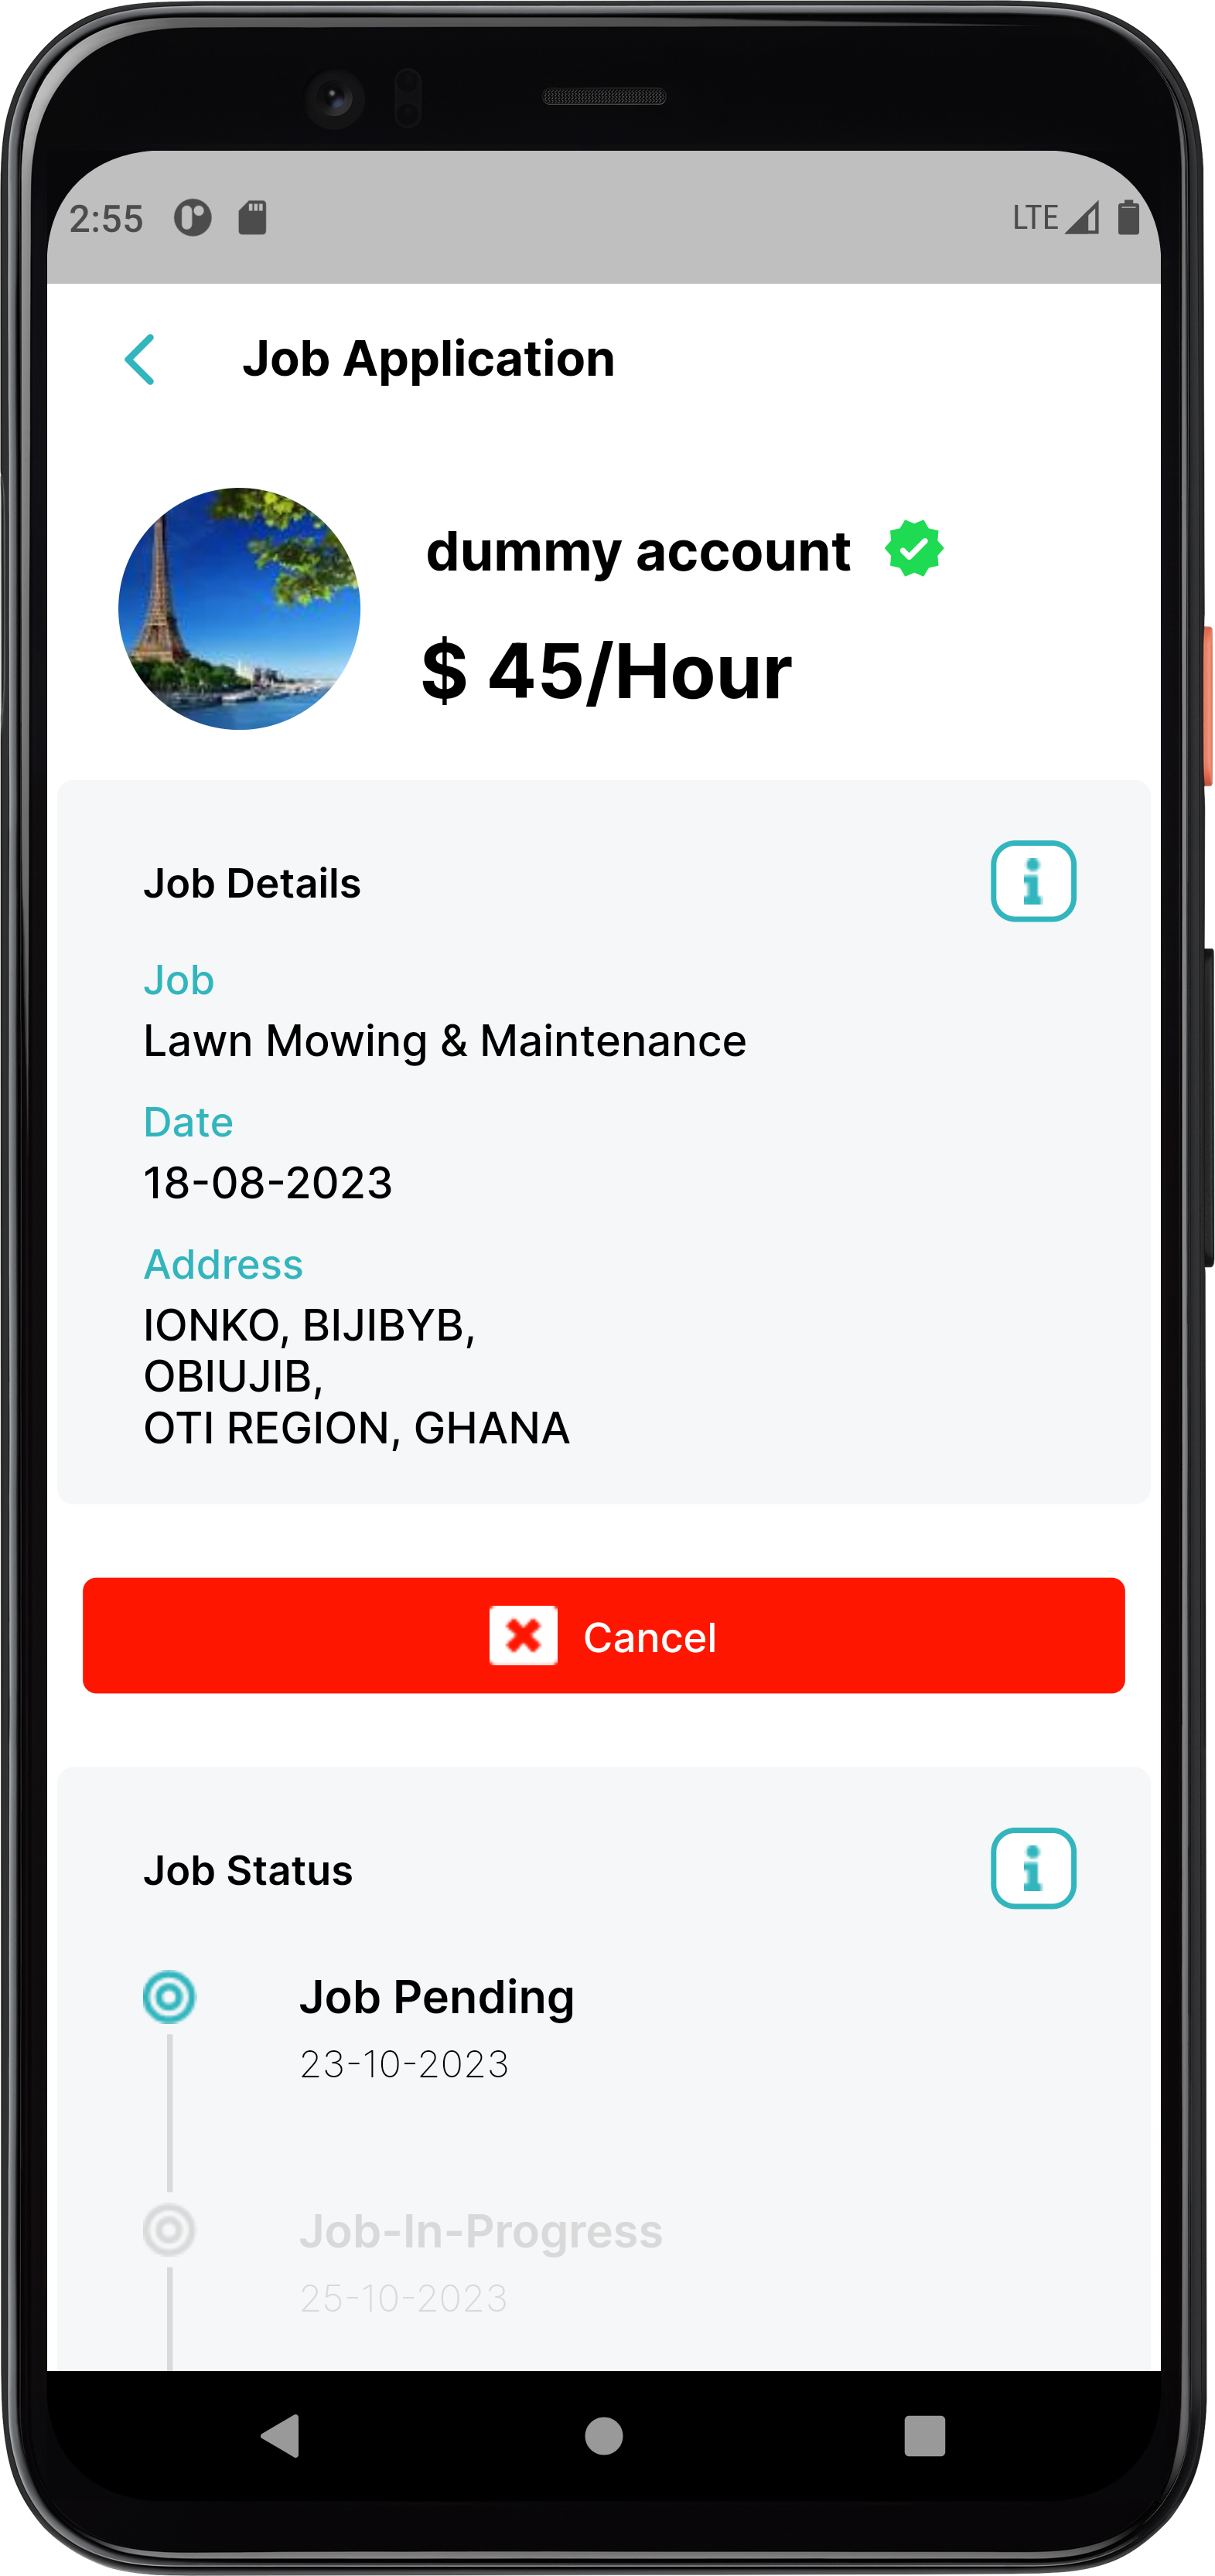 2:55 LTE
Job Application
dummy account
$ 45/Hour
Job Details
Job
Lawn Mowing & Maintenance
Date
18-08-2023
Address
IONKO, BIJIBYB,
OBIUJIB,
OTI REGION, GHANA
Cancel
Job Status
Job Pending
23-10-2023
Job-In-Progress
25-10-2023